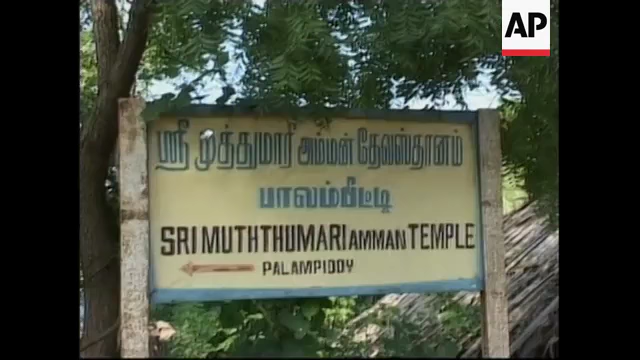 AP
ஸ்ரீ முத்துமாரி அம்மன் தேவஸ்தானம்
பாலம்பிட்டி
SRI MUTHTHUMARI AMMAN TEMPLE
PALAMPIDDY